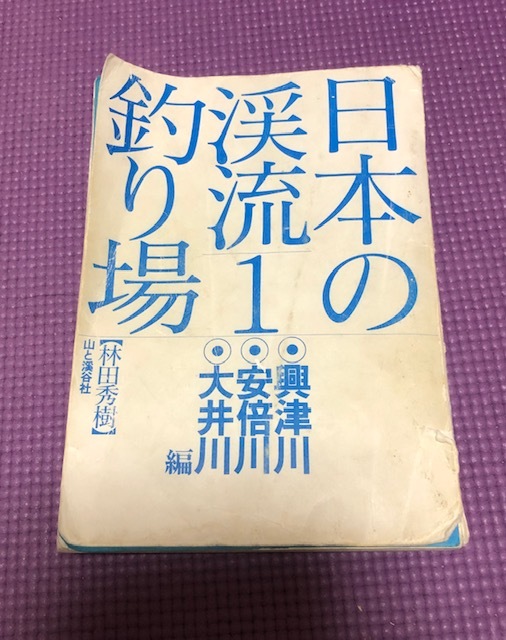 日本の
渓流1
釣り場
◉興津川
◉安倍川
◉大井川
編
【林田秀樹】
山と溪谷社